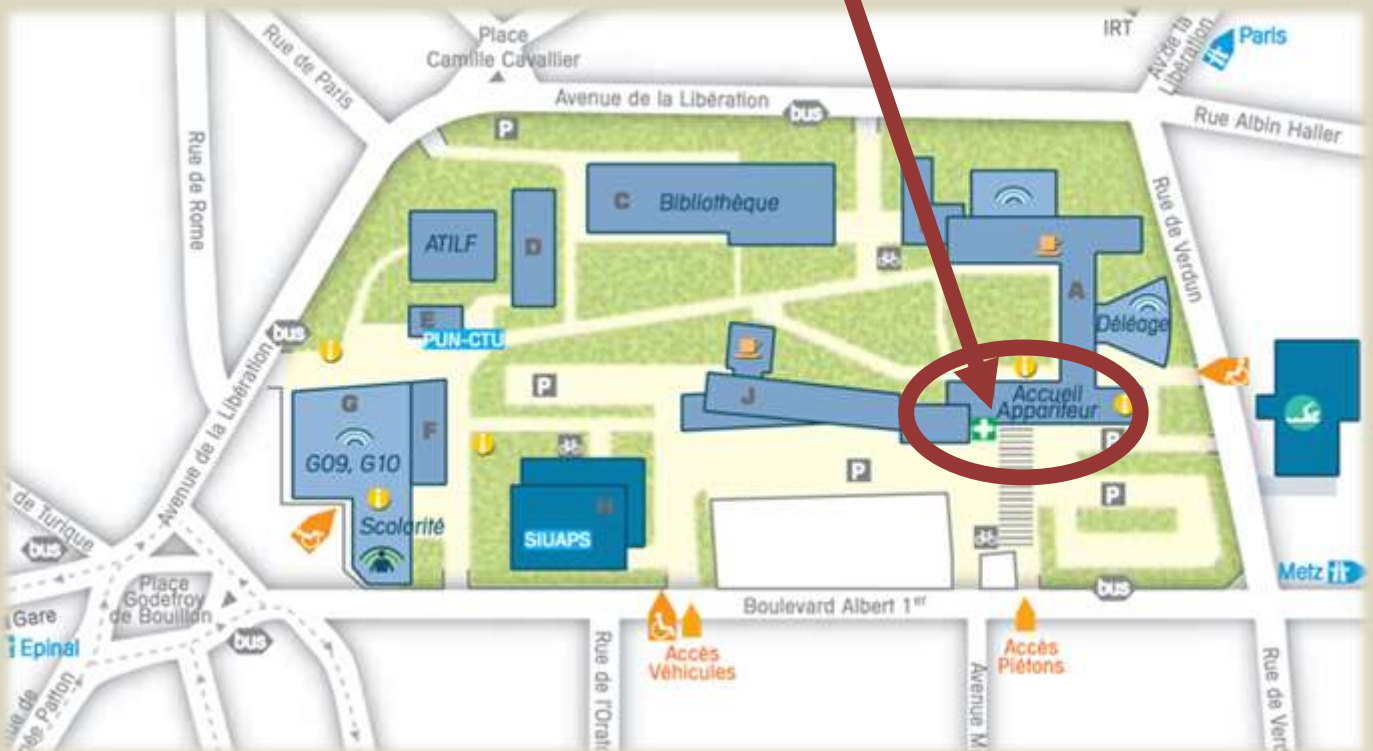 IRT
Paris
Av.de la
Libération
Place
Camille Cavallier
Rue de Paris
Avenue de la Libération
bus
P
Rue Albin Haller
Rue de Rome
Rue de Verdun
C
Bibliothèque
ATILF
D
A
Déléage
E
PUN-CTU
bus
P
J
Accueil
Appariteur
G
F
G09, G10
P
P
P
Scolarité
H
SIUAPS
Avenue de la Libération
de Turique
bus
Place
Godefroy
de Bouillon
Gare
Epinal
bus
Metz
bus
Boulevard Albert 1er
Accès
Véhicules
Accès
Piétons
Rue de l'Orat
Avenue M
Rue de Verd
Patton